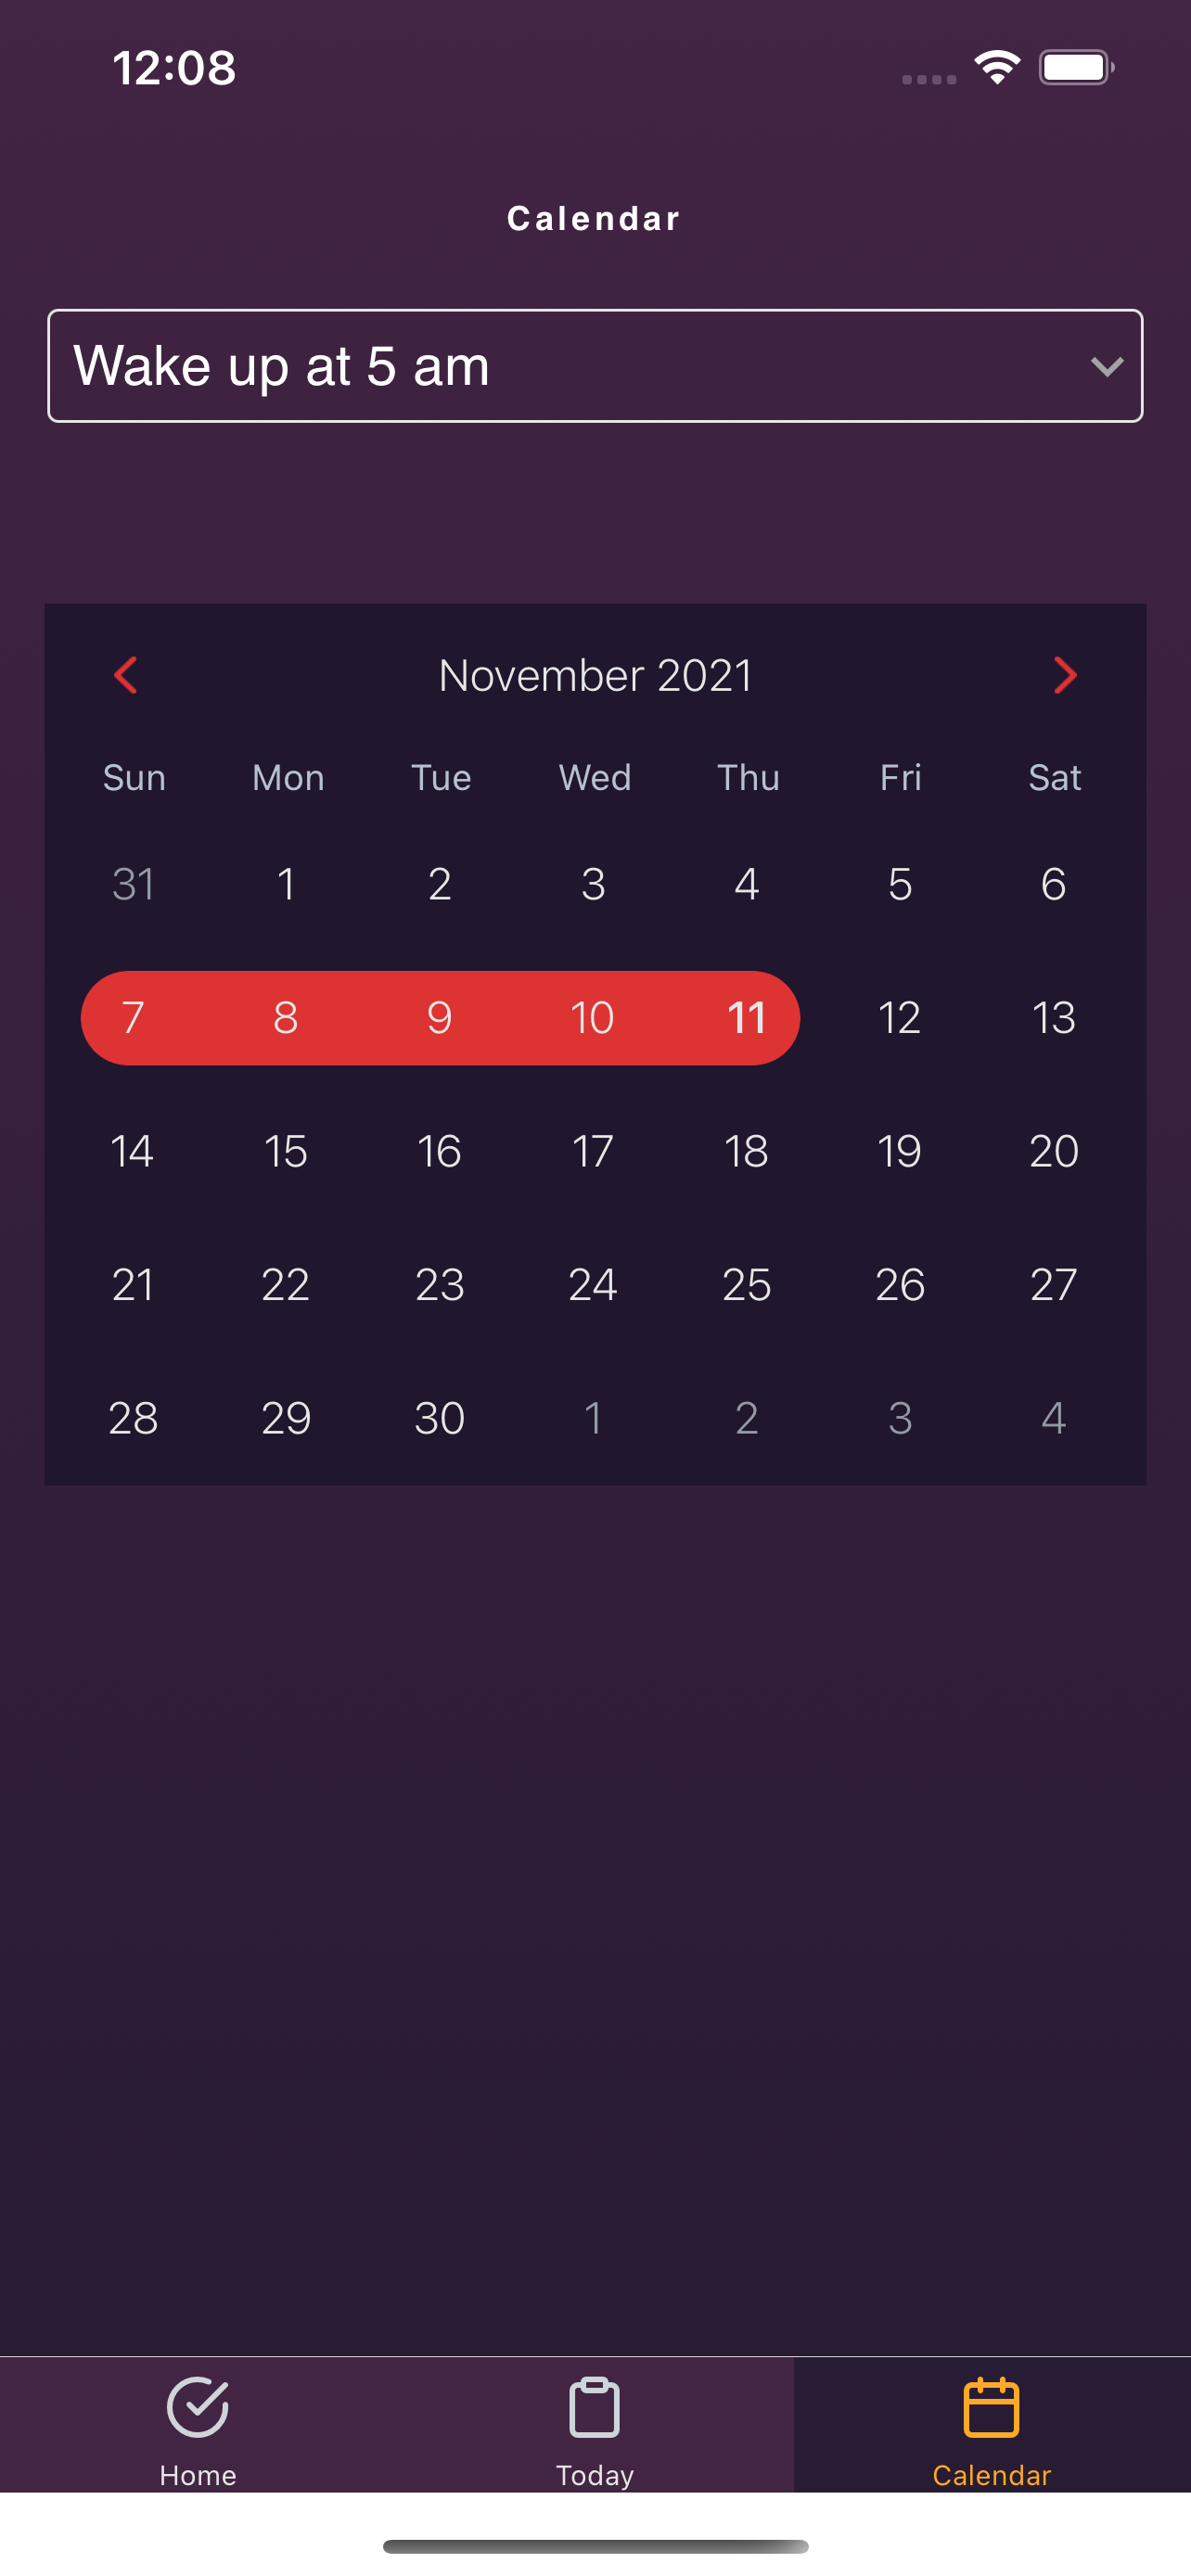 12:08
Calendar
Wake up at 5 am
November 2021
Sun Mon Tue Wed Thu Fri Sat
31 1 2 3 4 5 6
7 8 9 10 11 12 13
14 15 16 17 18 19 20
21 22 23 24 25 26 27
28 29 30 1 2 3 4
Home Today Calendar